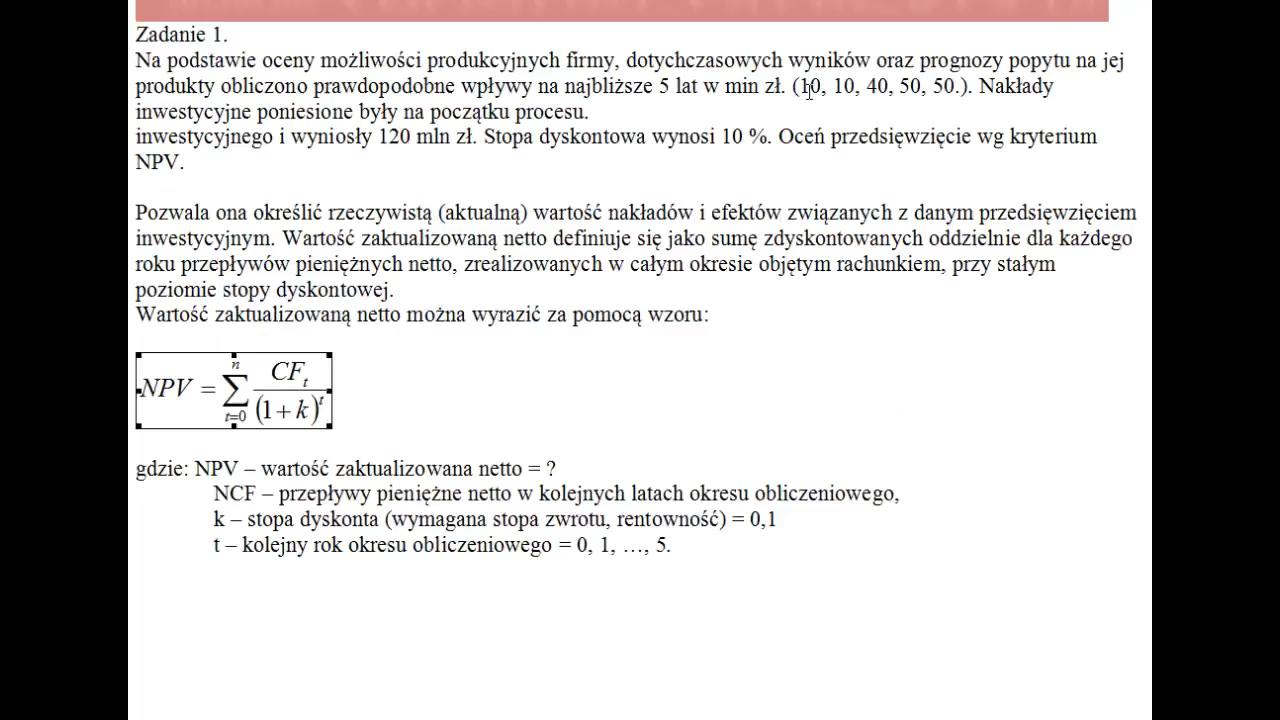 Zadanie 1.
Na podstawie oceny możliwości produkcyjnych firmy, dotychczasowych wyników oraz prognozy popytu na jej
produkty obliczono prawdopodobne wpływy na najbliższe 5 lat w min zł. (10, 10, 40, 50, 50.). Nakłady
inwestycyjne poniesione były na początku procesu.
inwestycyjnego i wyniosły 120 mln zł. Stopa dyskontowa wynosi 10 %. Oceń przedsięwzięcie wg kryterium
NPV.
Pozwala ona określić rzeczywistą (aktualną) wartość nakładów i efektów związanych z danym przedsięwzięciem
inwestycyjnym. Wartość zaktualizowaną netto definiuje się jako sumę zdyskontowanych oddzielnie dla każdego
roku przepływów pieniężnych netto, zrealizowanych w całym okresie objętym rachunkiem, przy stałym
poziomie stopy dyskontowej.
Wartość zaktualizowaną netto można wyrazić za pomocą wzoru:
NPV = \sum_{t=0}^{n} \frac{CF_t}{(1+k)^t}
gdzie: NPV – wartość zaktualizowana netto = ?
NCF – przepływy pieniężne netto w kolejnych latach okresu obliczeniowego,
k – stopa dyskonta (wymagana stopa zwrotu, rentowność) = 0,1
t – kolejny rok okresu obliczeniowego = 0, 1, …, 5.